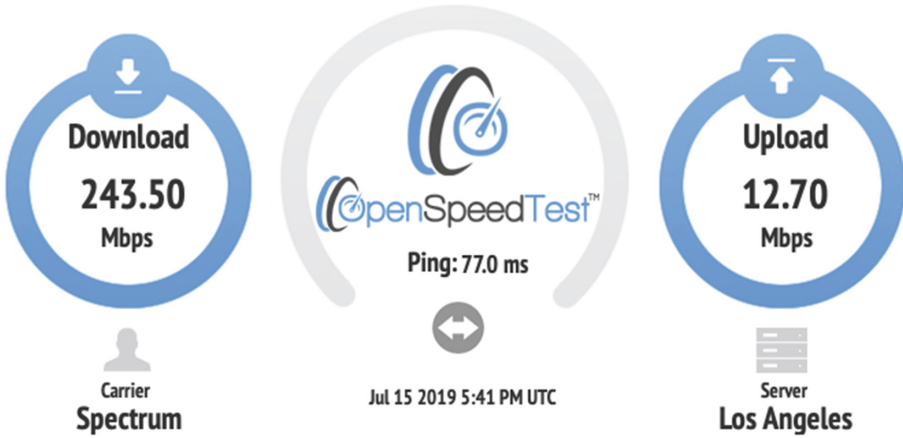 Download
243.50
Mbps
OpenSpeedTest™
Ping: 77.0 ms
Upload
12.70
Mbps
Carrier
Spectrum
Jul 15 2019 5:41 PM UTC
Server
Los Angeles